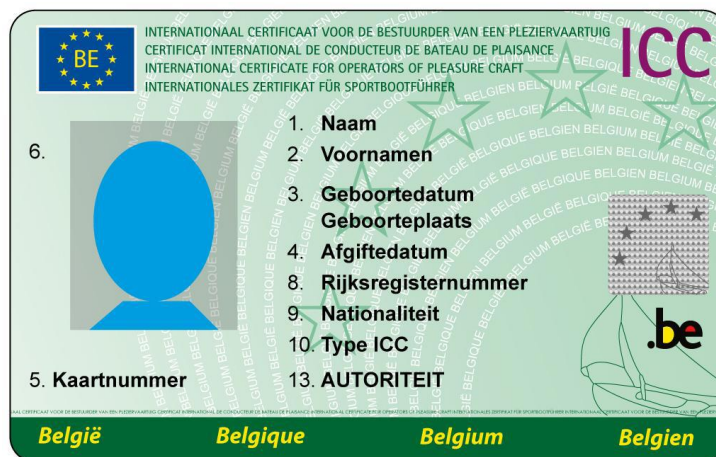 BE
INTERNATIONAAL CERTIFICAAT VOOR DE BESTUURDER VAN EEN PLEZIERVAARTUIG
CERTIFICAT INTERNATIONAL DE CONDUCTEUR DE BATEAU DE PLAISANCE
INTERNATIONAL CERTIFICATE FOR OPERATORS OF PLEASURE CRAFT
INTERNATIONALES ZERTIFIKAT FÜR SPORTBOOTFÜHRER
ICC
6.
1. Naam
2. Voornamen
3. Geboortedatum
Geboorteplaats
4. Afgiftedatum
8. Rijksregisternummer
9. Nationaliteit
10. Type ICC
5. Kaartnummer
13. AUTORITEIT
.be
België Belgique Belgium Belgien